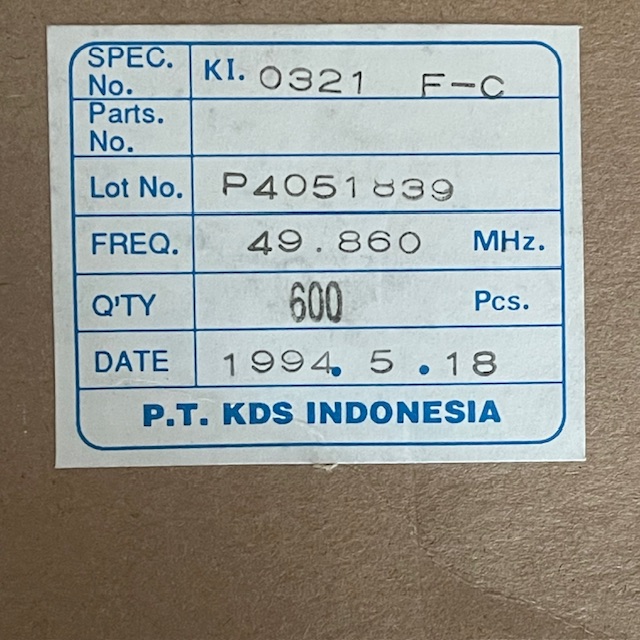 SPEC. No. KI. 0321 F-C
Parts. No.
Lot No. P4051839
FREQ. 49.860 MHz.
Q'TY 600 Pcs.
DATE 1994. 5 .18
P.T. KDS INDONESIA